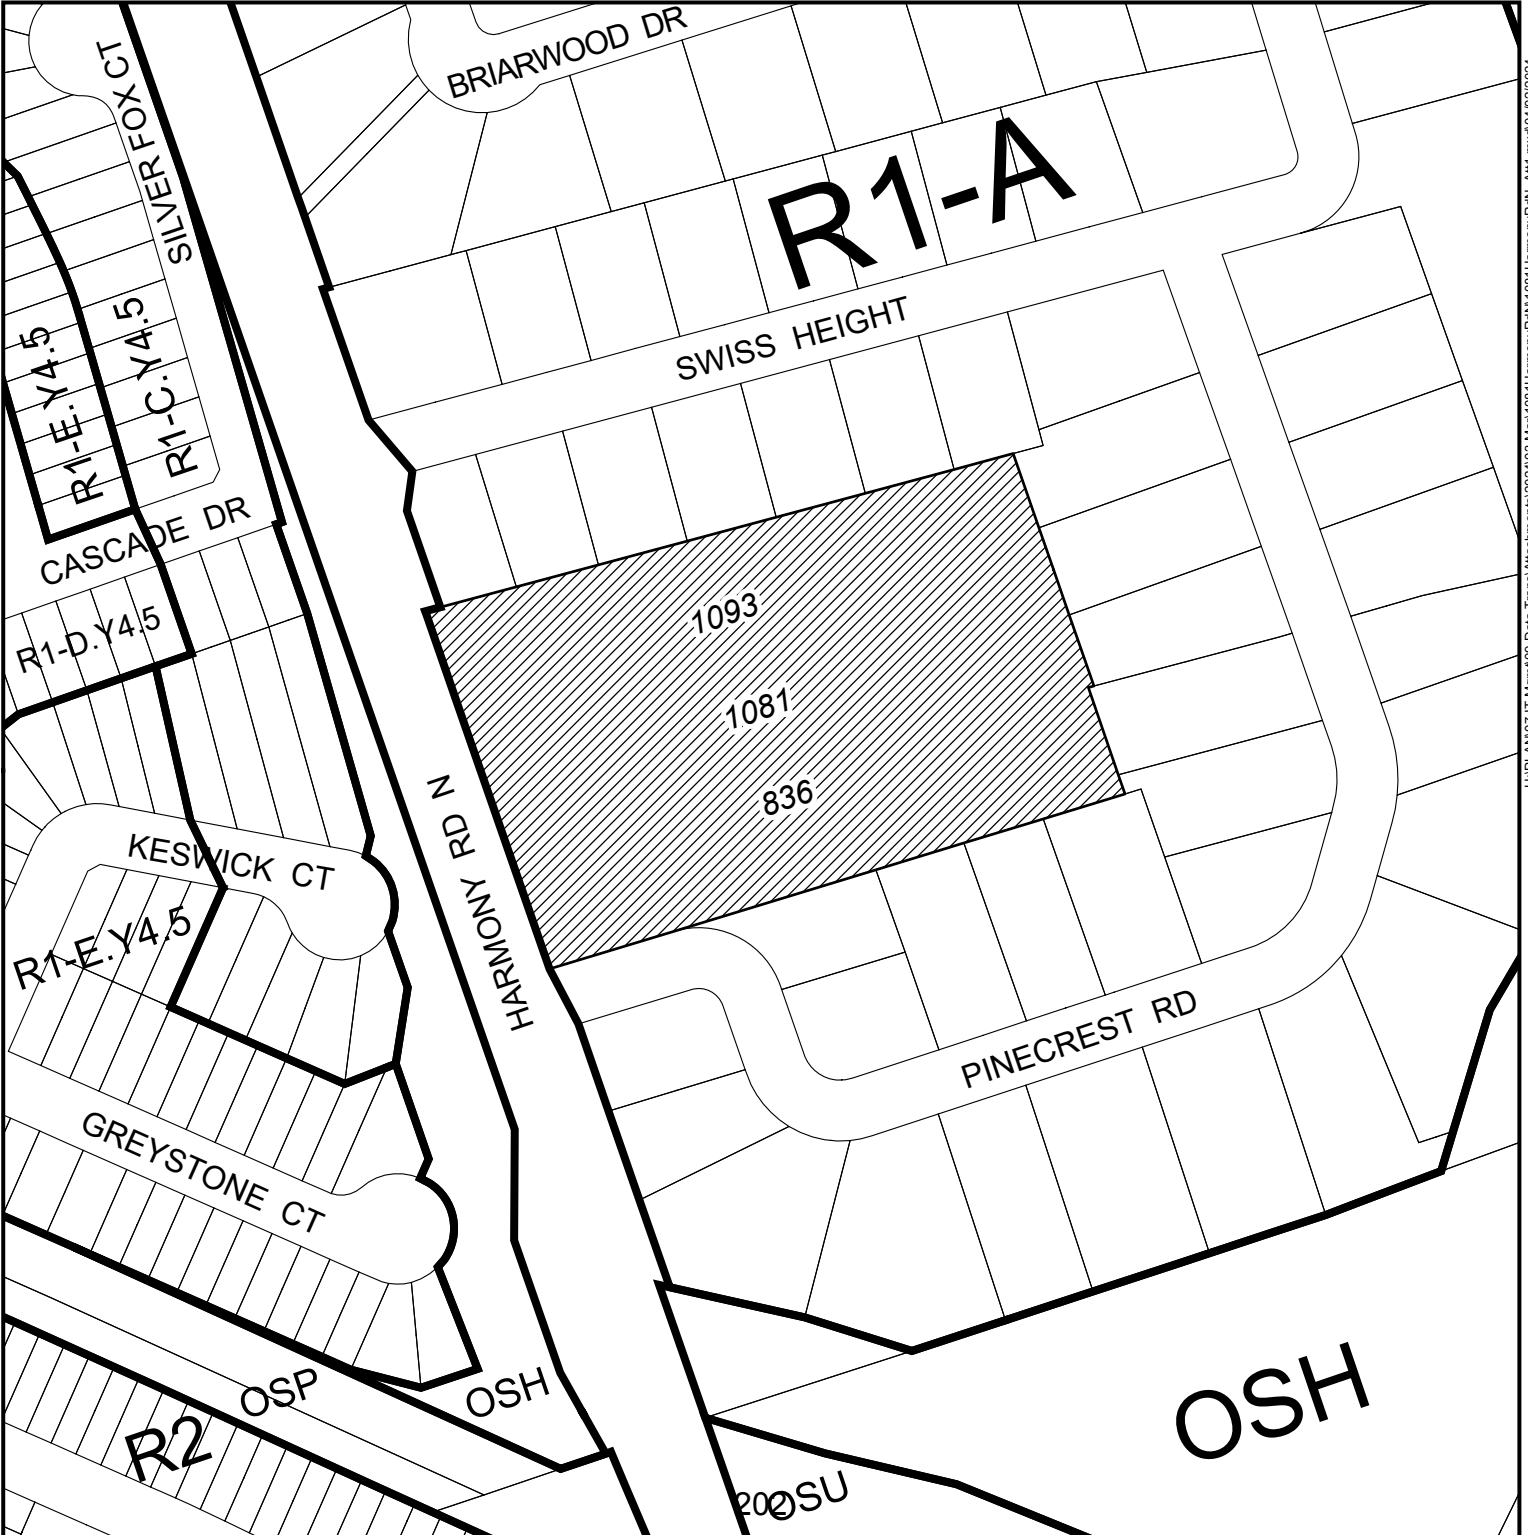 BRIARWOOD DR
SILVER FOX CT
R1-A
SWISS HEIGHT
R1-E.Y4.5
R1-C.Y4.5
CASCADE DR
R1-D.Y4.5
1093
1081
836
HARMONY RD N
KESWICK CT
R1-E.Y4.5
PINECREST RD
GREYSTONE CT
OSP
OSH
OSH
R2
202
OSU